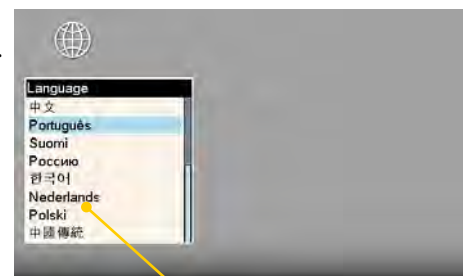 Language
中文
Português
Suomi
Россию
한국어
Nederlands
Polski
中國傳統